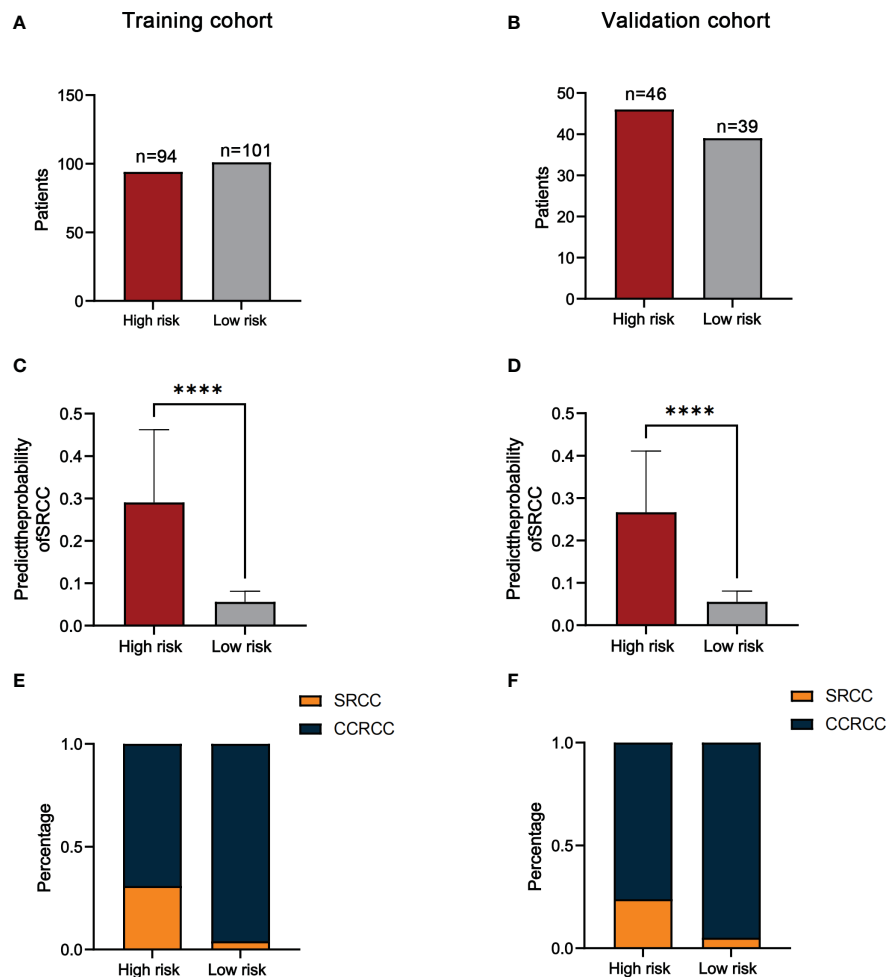 A
Training cohort
150
100
50
0
Patients
n=94
n=101
High risk
Low risk
B
Validation cohort
50
40
30
20
10
0
Patients
n=46
n=39
High risk
Low risk
C
****
0.5
0.4
0.3
0.2
0.1
0.0
Predicttheprobability
ofSRCC
High risk
Low risk
D
****
0.5
0.4
0.3
0.2
0.1
0.0
Predicttheprobability
ofSRCC
High risk
Low risk
E
SRCC
CCRCC
1.0
0.5
0.0
Percentage
High risk
Low risk
F
SRCC
CCRCC
1.0
0.5
0.0
Percentage
High risk
Low risk